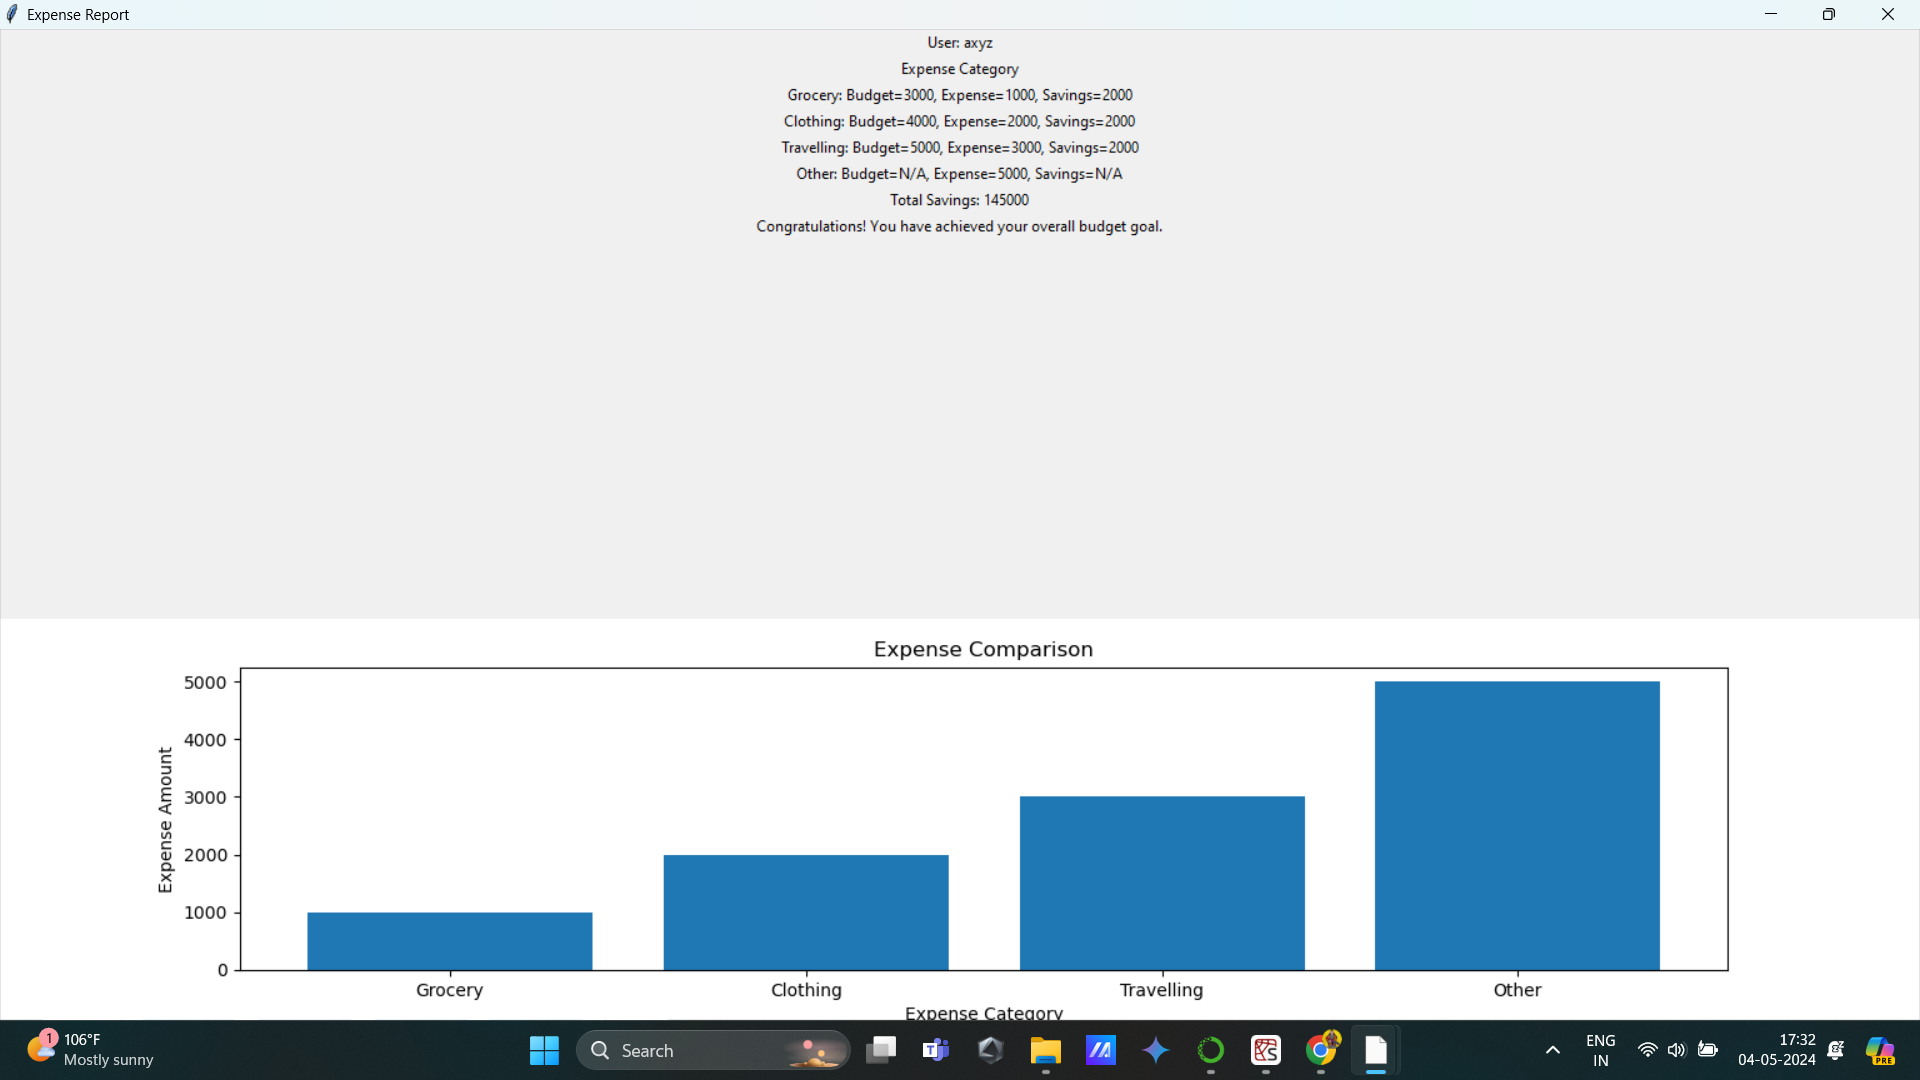 Expense Report
User: axyz
Expense Category
Grocery: Budget=3000, Expense=1000, Savings=2000
Clothing: Budget=4000, Expense=2000, Savings=2000
Travelling: Budget=5000, Expense=3000, Savings=2000
Other: Budget=N/A, Expense=5000, Savings=N/A
Total Savings: 145000
Congratulations! You have achieved your overall budget goal.
Expense Comparison
5000
4000
3000
2000
1000
0
Expense Amount
Grocery Clothing Travelling Other
Expense Category
1
106°F
Mostly sunny
Search
ENG
IN
17:32
04-05-2024
PRE